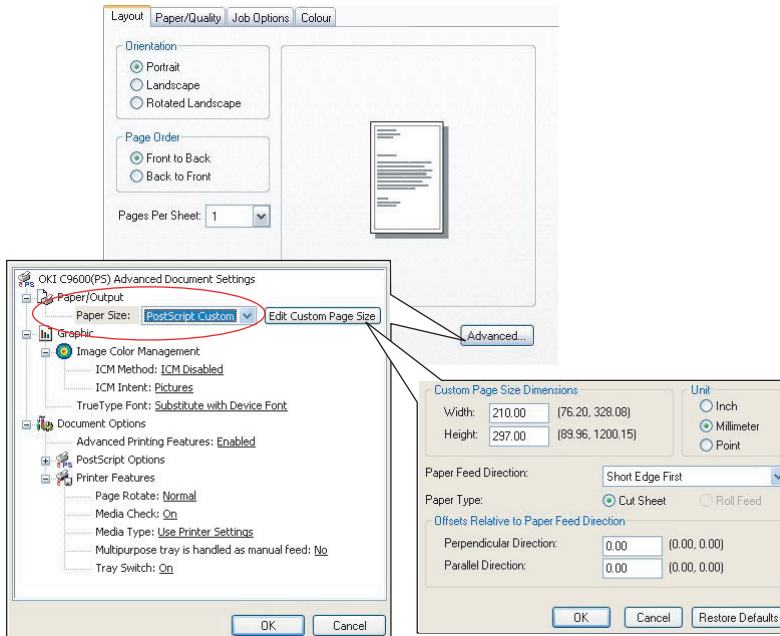 Layout Paper/Quality Job Options Colour
Orientation
Portrait
Landscape
Rotated Landscape
Page Order
Front to Back
Back to Front
Pages Per Sheet: 1
Advanced...
OKI C9600(PS) Advanced Document Settings
Paper/Output
Paper Size: PostScript Custom Edit Custom Page Size
Graphic
Image Color Management
ICM Method: ICM Disabled
ICM Intent: Pictures
TrueType Font: Substitute with Device Font
Document Options
Advanced Printing Features: Enabled
PostScript Options
Printer Features
Page Rotate: Normal
Media Check: On
Media Type: Use Printer Settings
Multipurpose tray is handled as manual feed: No
Tray Switch: On
OK Cancel
Custom Page Size Dimensions
Width: 210.00 (76.20, 328.08)
Height: 297.00 (89.96, 1200.15)
Unit
Inch
Millimeter
Point
Paper Feed Direction: Short Edge First
Paper Type: Cut Sheet Roll Feed
Offsets Relative to Paper Feed Direction
Perpendicular Direction: 0.00 (0.00, 0.00)
Parallel Direction: 0.00 (0.00, 0.00)
OK Cancel Restore Defaults